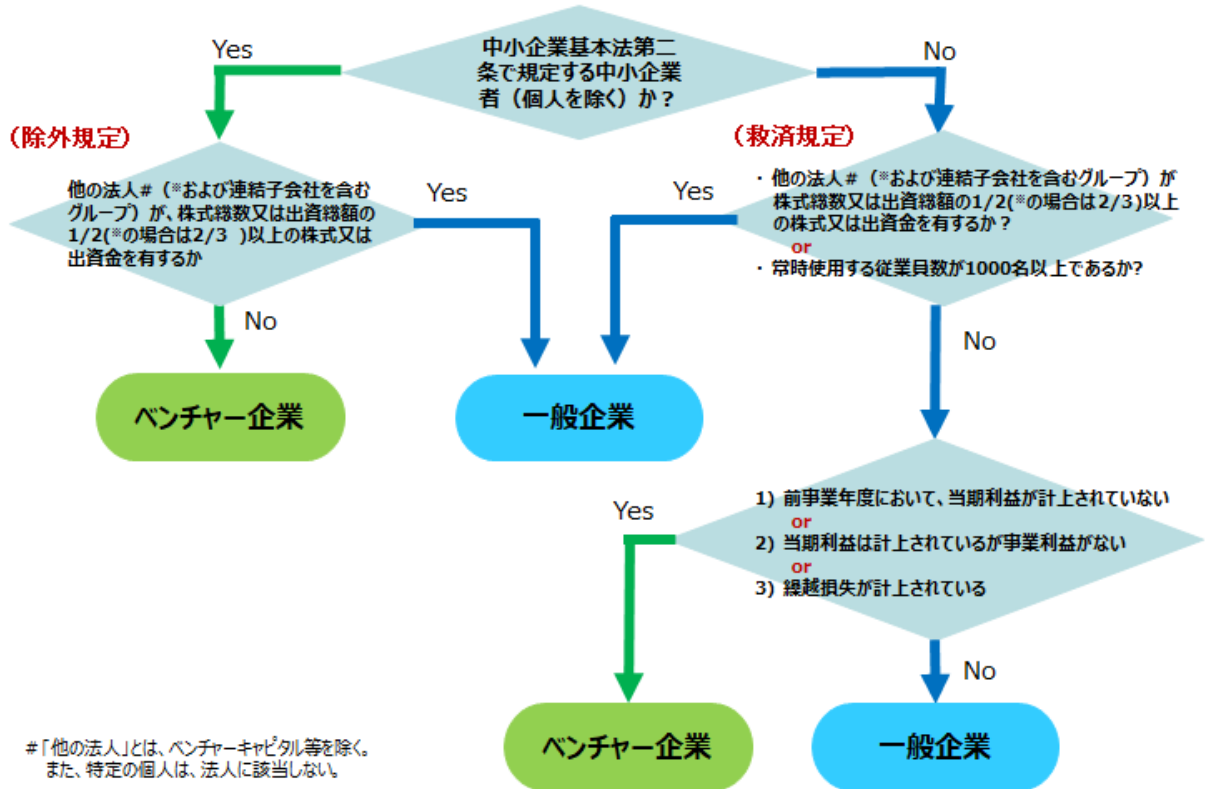 中小企業基本法第二
条で規定する中小企業
者（個人を除く）か？
Yes
No
（除外規定）
他の法人＃（※および連結子会社を含む
グループ）が、株式総数又は出資総額の
1/2(※の場合は2/3 )以上の株式又は
出資金を有するか
Yes
No
（救済規定）
・ 他の法人＃（※および連結子会社を含むグループ）が
株式総数又は出資総額の1/2(※の場合は2/3)以上
の株式又は出資金を有するか？
or
・ 常時使用する従業員数が1000名以上であるか?
Yes
No
ベンチャー企業
一般企業
1) 前事業年度において、当期利益が計上されていない
or
2) 当期利益は計上されているが事業利益がない
or
3) 繰越損失が計上されている
Yes
No
ベンチャー企業
一般企業
＃「他の法人」とは、ベンチャーキャピタル等を除く。
また、特定の個人は、法人に該当しない。